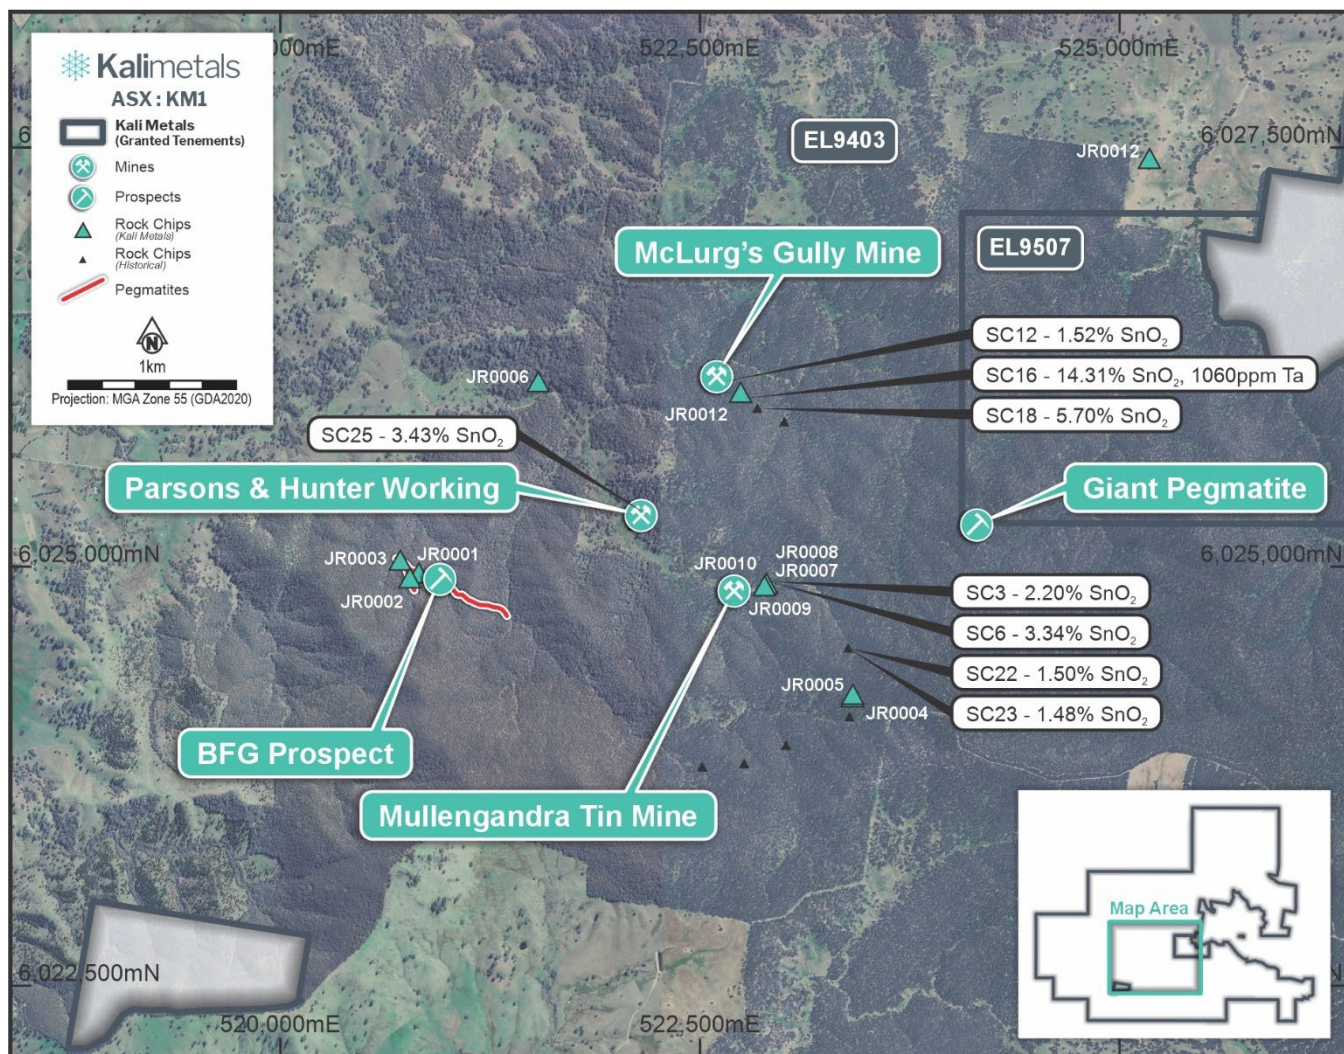 Kalimetals
ASX : KM1
Kali Metals
(Granted Tenements)
Mines
Prospects
Rock Chips
(Kali Metals)
Rock Chips
(Historical)
Pegmatites
N
1km
Projection: MGA Zone 55 (GDA2020)
522,500mE
525,000mE
EL9403
6,027,500mN
JR0012
EL9507
McLurg's Gully Mine
SC12 - 1.52% SnO₂
JR0006
SC16 - 14.31% SnO₂, 1060ppm Ta
JR0012
SC18 - 5.70% SnO₂
SC25 - 3.43% SnO₂
Parsons & Hunter Working
Giant Pegmatite
6,025,000mN
JR0003
JR0001
JR0008
6,025,000mN
JR0010
JR0007
JR0002
JR0009
SC3 - 2.20% SnO₂
SC6 - 3.34% SnO₂
SC22 - 1.50% SnO₂
JR0005
JR0004
SC23 - 1.48% SnO₂
BFG Prospect
Mullengandra Tin Mine
Map Area
6,022,500mN
520,000mE
522,500mE